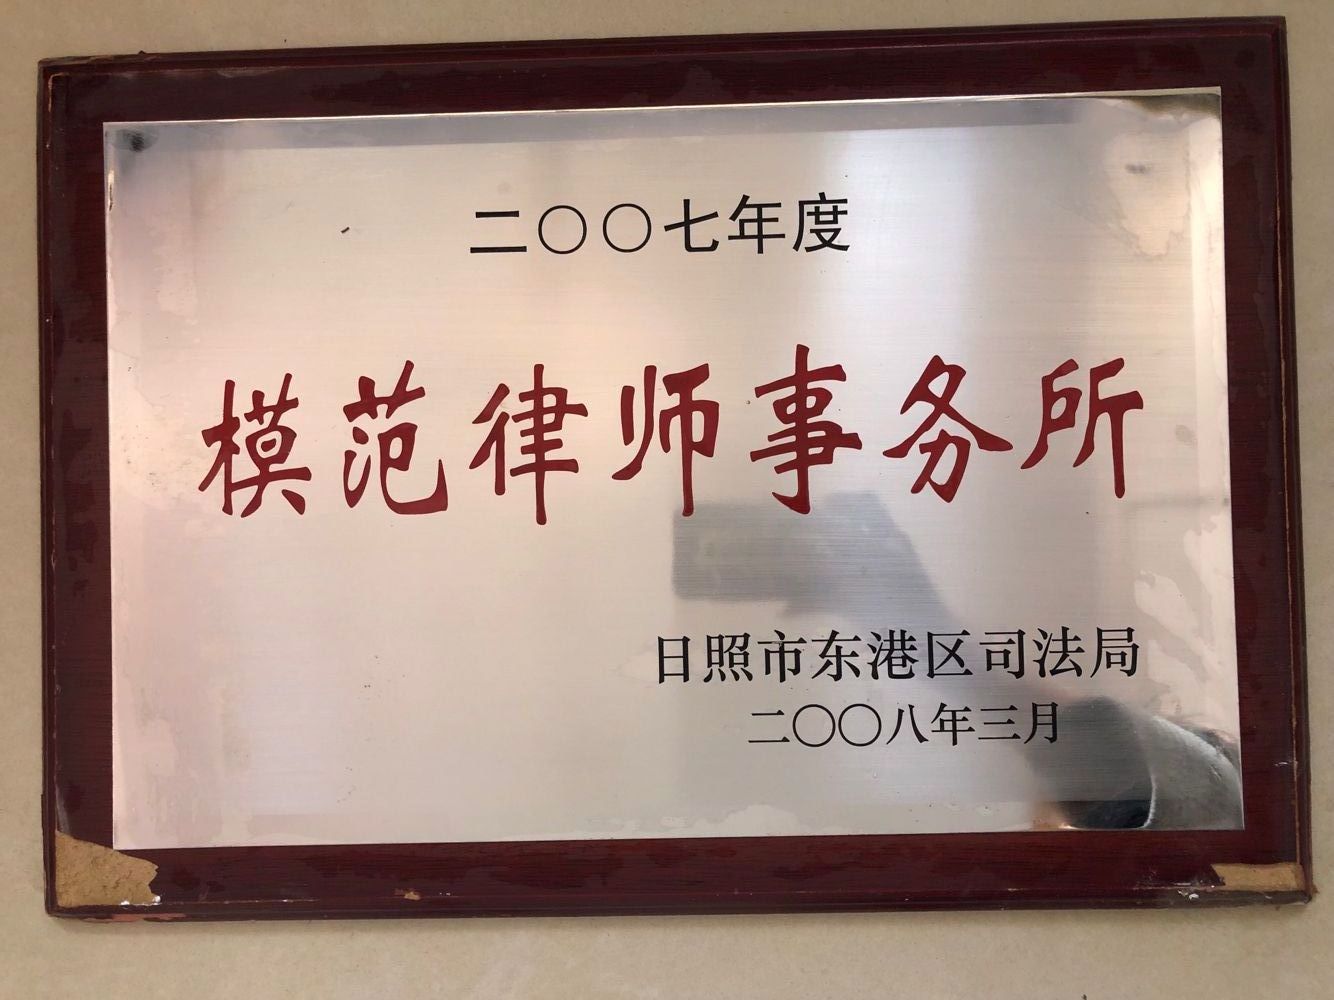 二〇〇七年度
模范律师事务所
日照市东港区司法局
二〇〇八年三月